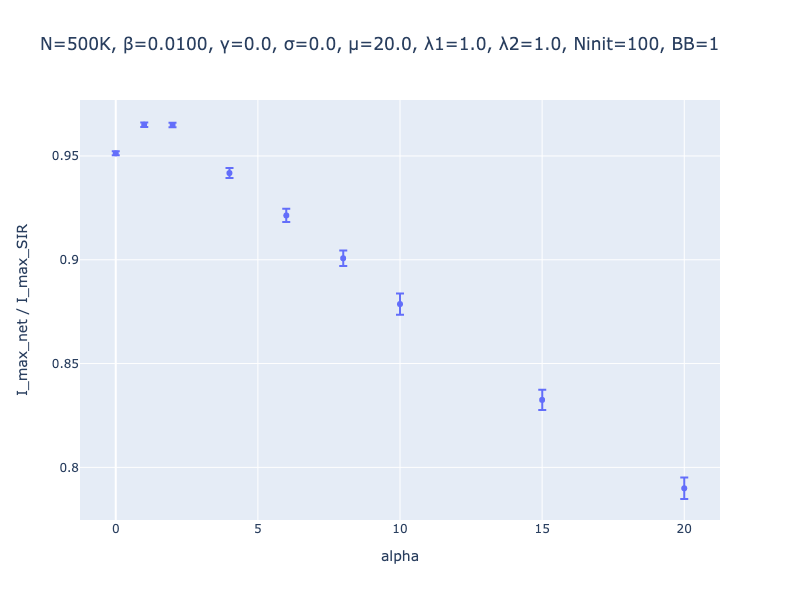 N=500K, β=0.0100, γ=0.0, σ=0.0, μ=20.0, λ1=1.0, λ2=1.0, Ninit=100, BB=1
I_max_net / I_max_SIR
0.95
0.9
0.85
0.8
0 5 10 15 20
alpha